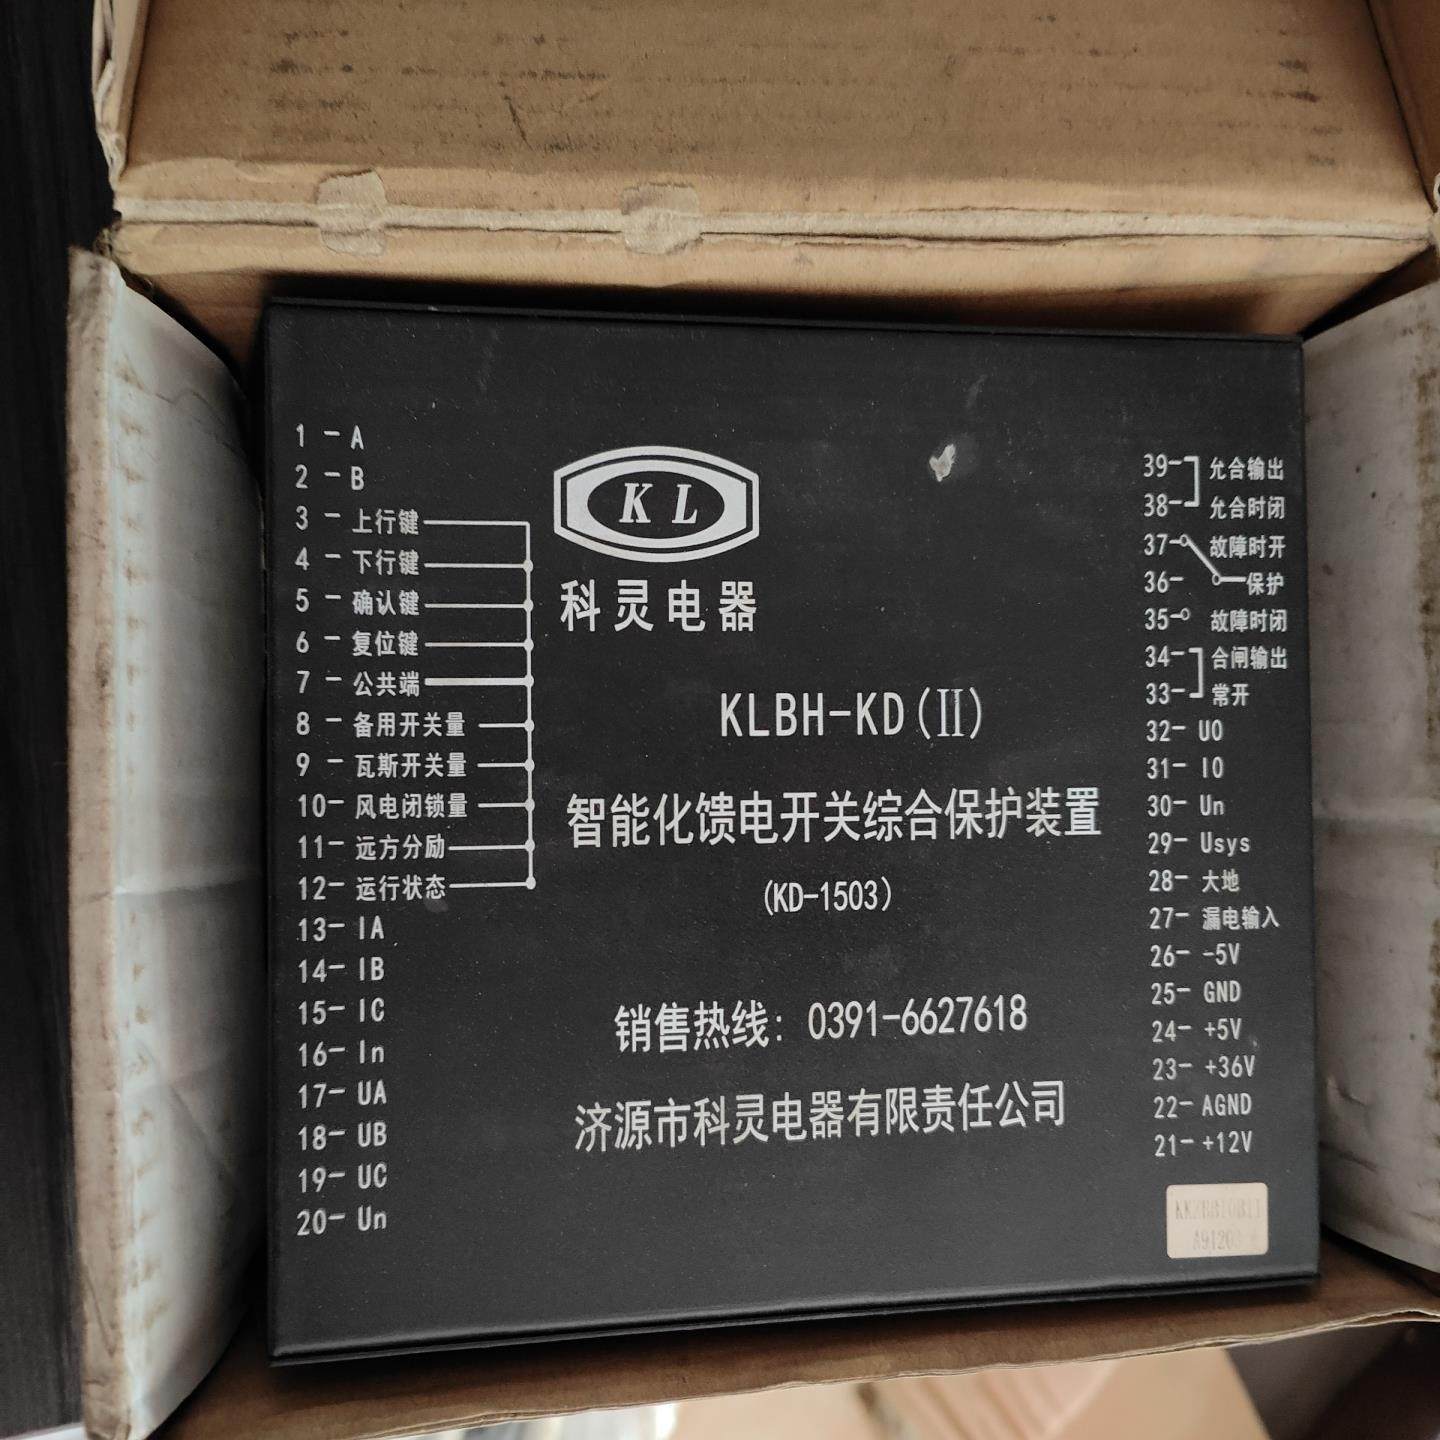 1 - A
2 - B
3 - 上行键
4 - 下行键
5 - 确认键
6 - 复位键
7 - 公共端
8 - 备用开关量
9 - 瓦斯开关量
10- 风电闭锁量
11- 远方分励
12- 运行状态
13- IA
14- IB
15- IC
16- In
17- UA
18- UB
19- UC
20- Un
KL
科灵电器
KLBH-KD(Ⅱ)
智能化馈电开关综合保护装置
(KD-1503)
销售热线: 0391-6627618
济源市科灵电器有限责任公司
39- 允合输出
38- 允合时闭
37- 故障时开
36- 保护
35- 故障时闭
34- 合闸输出
33- 常开
32- U0
31- I0
30- Un
29- Usys
28- 大地
27- 漏电输入
26- -5V
25- GND
24- +5V
23- +36V
22- AGND
21- +12V